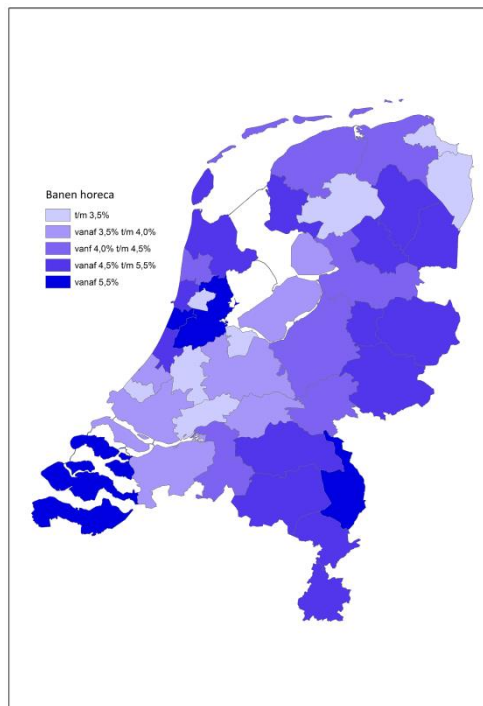 Banen horeca
t/m 3,5%
vanaf 3,5% t/m 4,0%
vanf 4,0% t/m 4,5%
vanaf 4,5% t/m 5,5%
vanaf 5,5%